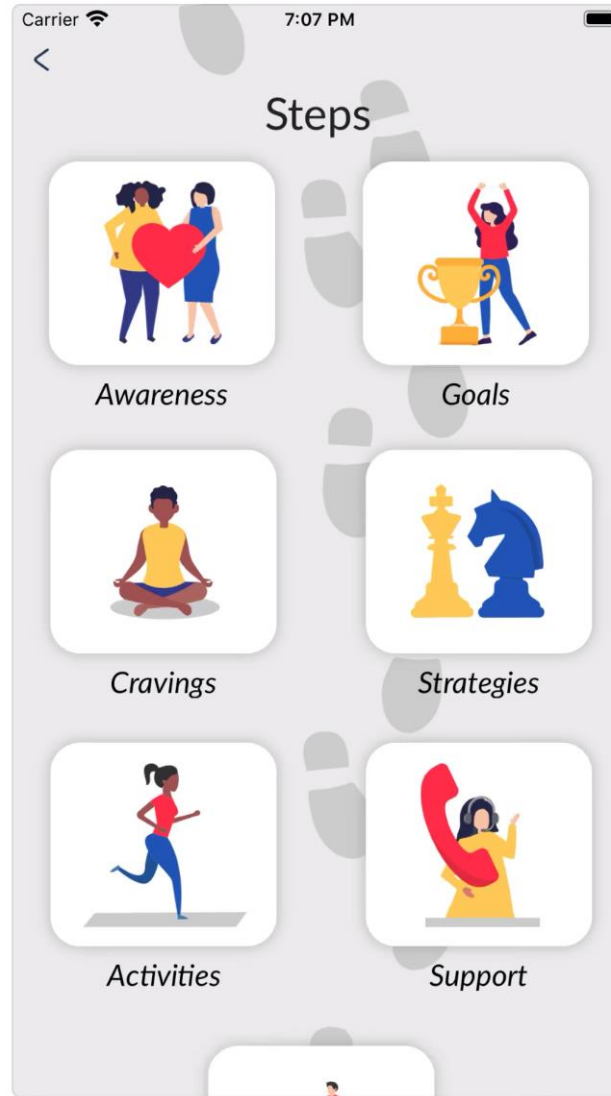 Carrier 7:07 PM
Steps
Awareness Goals
Cravings Strategies
Activities Support